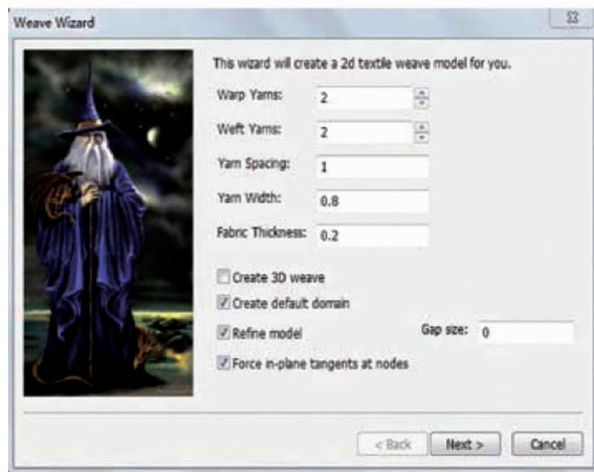 Weave Wizard
This wizard will create a 2d textile weave model for you.
Warp Yarns: 2
Weft Yarns: 2
Yarn Spacing: 1
Yarn Width: 0.8
Fabric Thickness: 0.2
Create 3D weave
Create default domain
Refine model Gap size: 0
Force in-plane tangents at nodes
< Back Next > Cancel